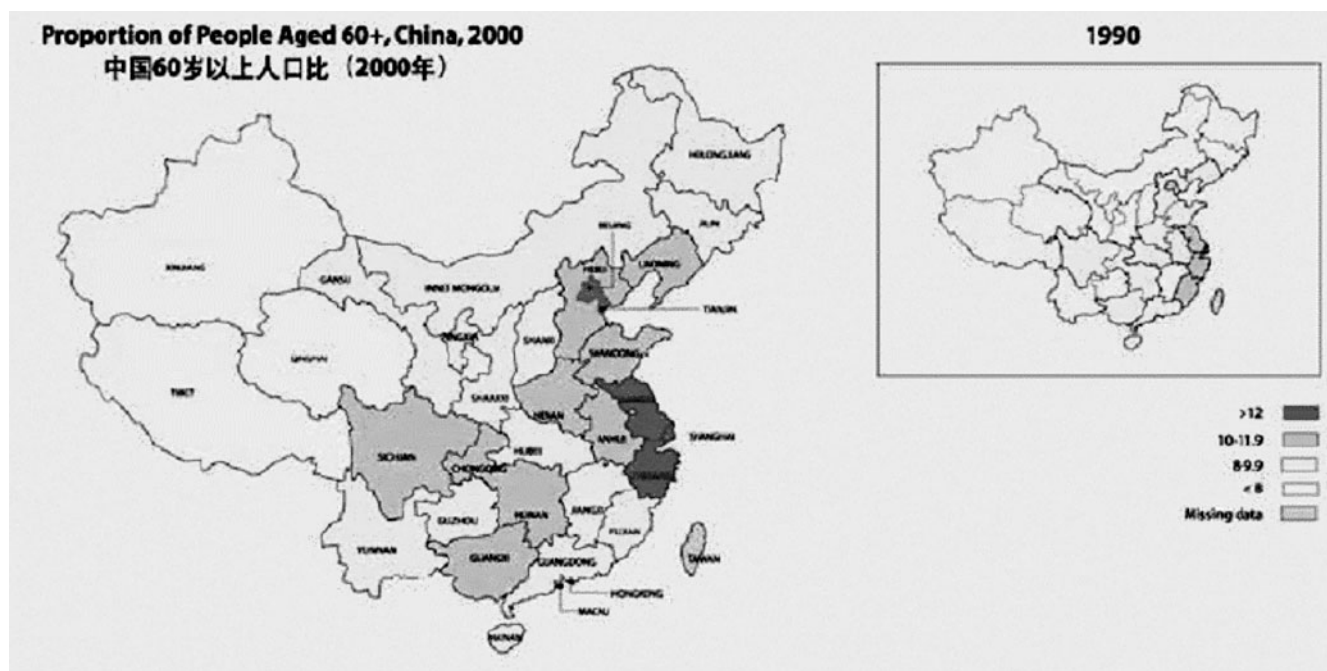 Proportion of People Aged 60+, China, 2000
中国60岁以上人口比（2000年）
1990
HEILONGJIANG
JILIN
BEIJING
LIAONING
HEBEI
TIANJIN
XINJIANG
GANSU
INNER MONGOLIA
NINGXIA
SHANXI
SHANDONG
QINGHAI
TIBET
SHAANXI
HENAN
ANHUI
SHANGHAI
SICHUAN
CHONGQING
HUBEI
ZHEJIANG
HUNAN
JIANGXI
GUIZHOU
FUJIAN
YUNNAN
GUANGXI
GUANGDONG
TAIWAN
HONGKONG
MACAU
HAINAN
>12
10-11.9
8-9.9
<8
Missing data